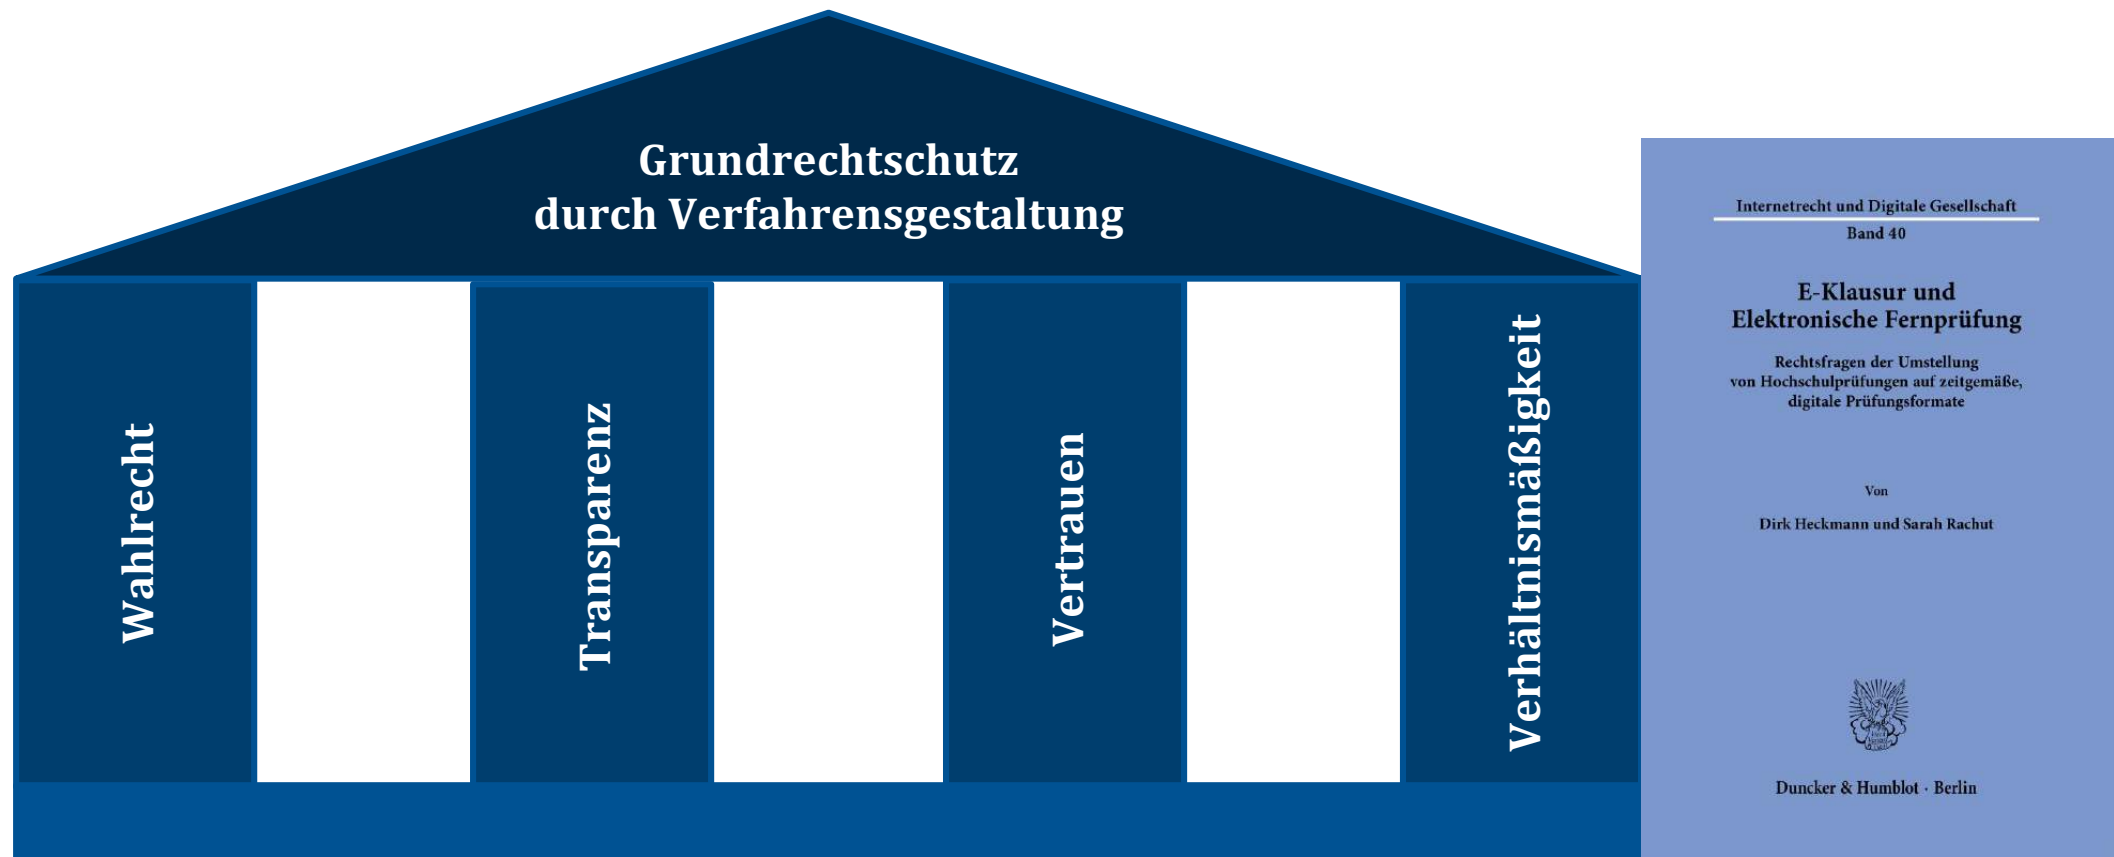 Grundrechtschutz
durch Verfahrensgestaltung
Wahlrecht
Transparenz
Vertrauen
Verhältnismäßigkeit
Internetrecht und Digitale Gesellschaft
Band 40
E-Klausur und
Elektronische Fernprüfung
Rechtsfragen der Umstellung
von Hochschulprüfungen auf zeitgemäße,
digitale Prüfungsformate
Von
Dirk Heckmann und Sarah Rachut
Duncker & Humblot · Berlin